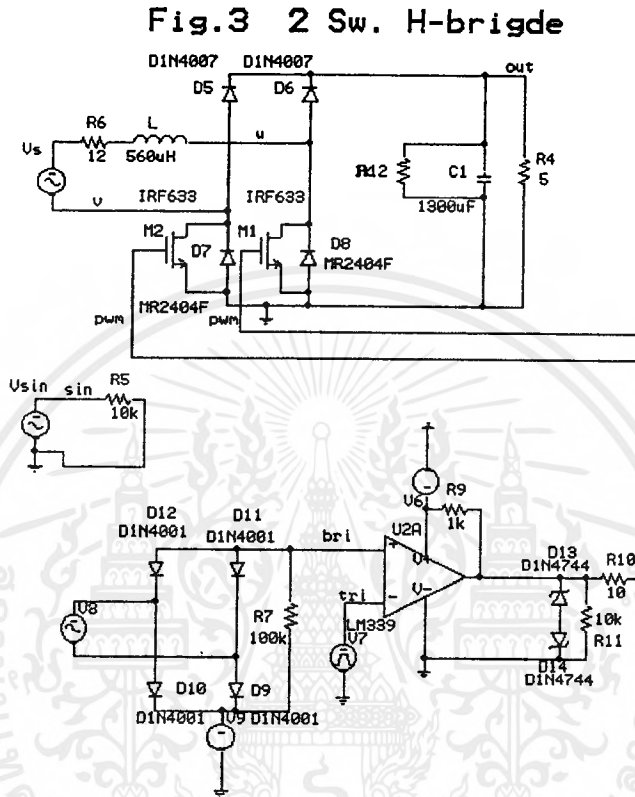 Fig.3 2 Sw. H-brigde
D1N4007 D1N4007
out
D5 D6
Vs
R6 L
u
12 560uH
R12 C1 R4
5
v
IRF633 IRF633
1300uF
M2 D7 M1 D8
MR2404F
MR2404F
pwm pwm
Vsin sin R5
10k
D12 D11
D1N4001 D1N4001
bri
V6 R9
1k
U2A
+
V+
V-
-
tri
LM339
V7
D13
D1N4744
R10
10
10k
R11
D14
D1N4744
V8
R7
100k
D10 D9
D1N4001 V9 D1N4001